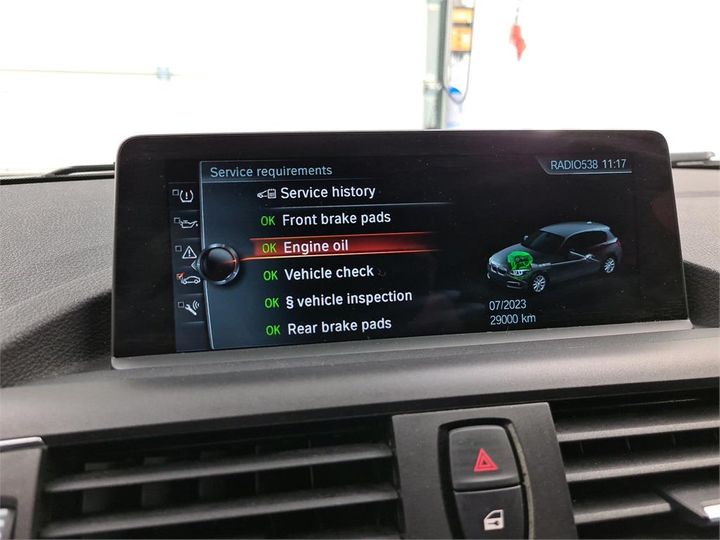 Service requirements
RADIO538 11:17
Service history
OK Front brake pads
OK Engine oil
OK Vehicle check
OK § vehicle inspection
OK Rear brake pads
07/2023
29000 km